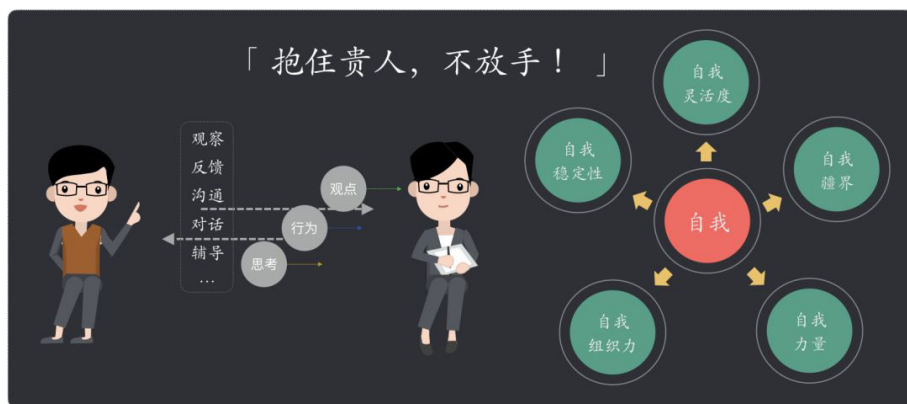 「 抱住贵人，不放手！ 」
观察
反馈
沟通
对话
辅导
...
观点
行为
思考
自我
灵活度
自我
稳定性
自我
疆界
自我
自我
组织力
自我
力量